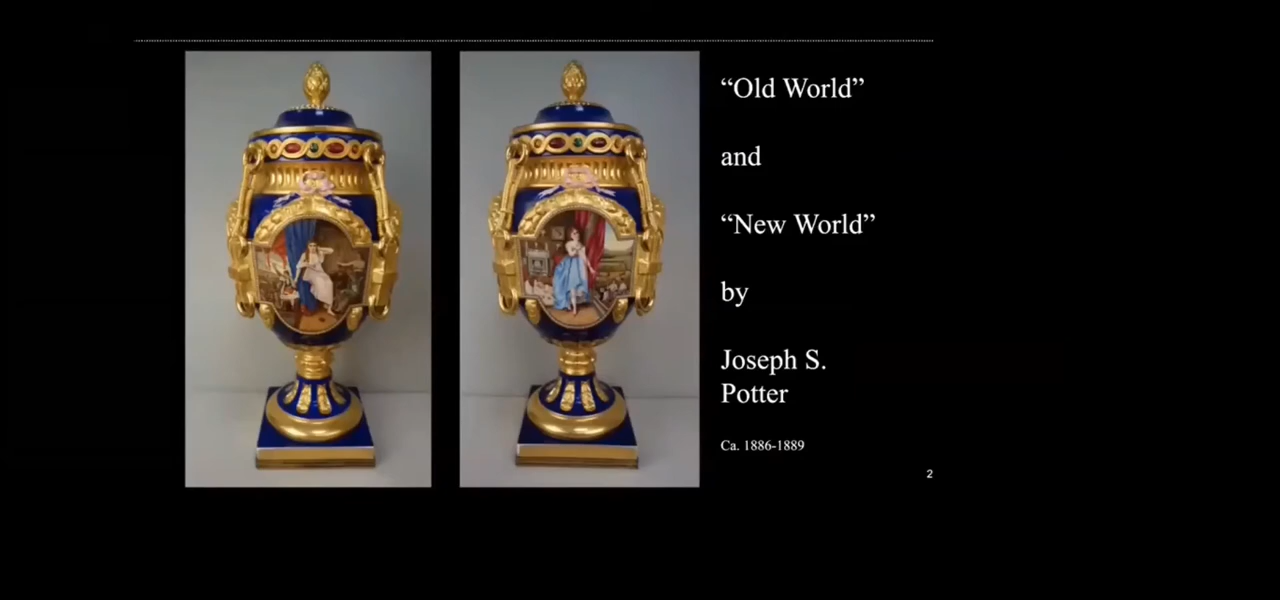 “Old World”
and
“New World”
by
Joseph S.
Potter
Ca. 1886-1889
2